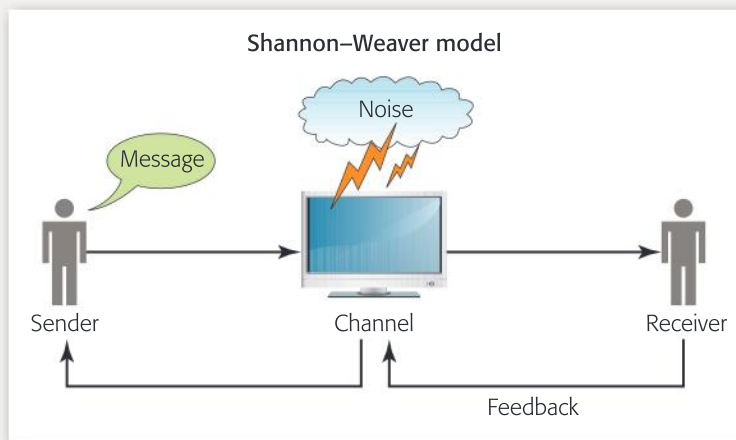 Shannon–Weaver model
Noise
Message
Sender
Channel
Receiver
Feedback